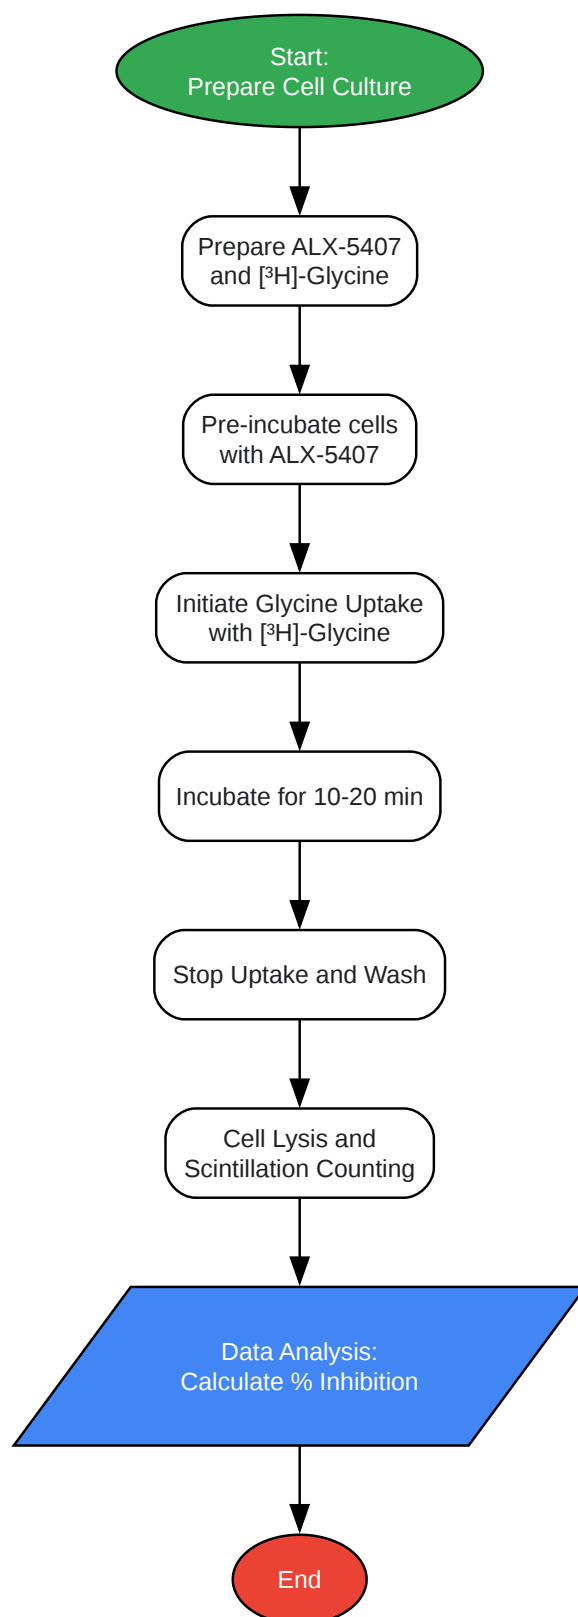 Start:
Prepare Cell Culture
Prepare ALX-5407
and [³H]-Glycine
Pre-incubate cells
with ALX-5407
Initiate Glycine Uptake
with [³H]-Glycine
Incubate for 10-20 min
Stop Uptake and Wash
Cell Lysis and
Scintillation Counting
Data Analysis:
Calculate % Inhibition
End